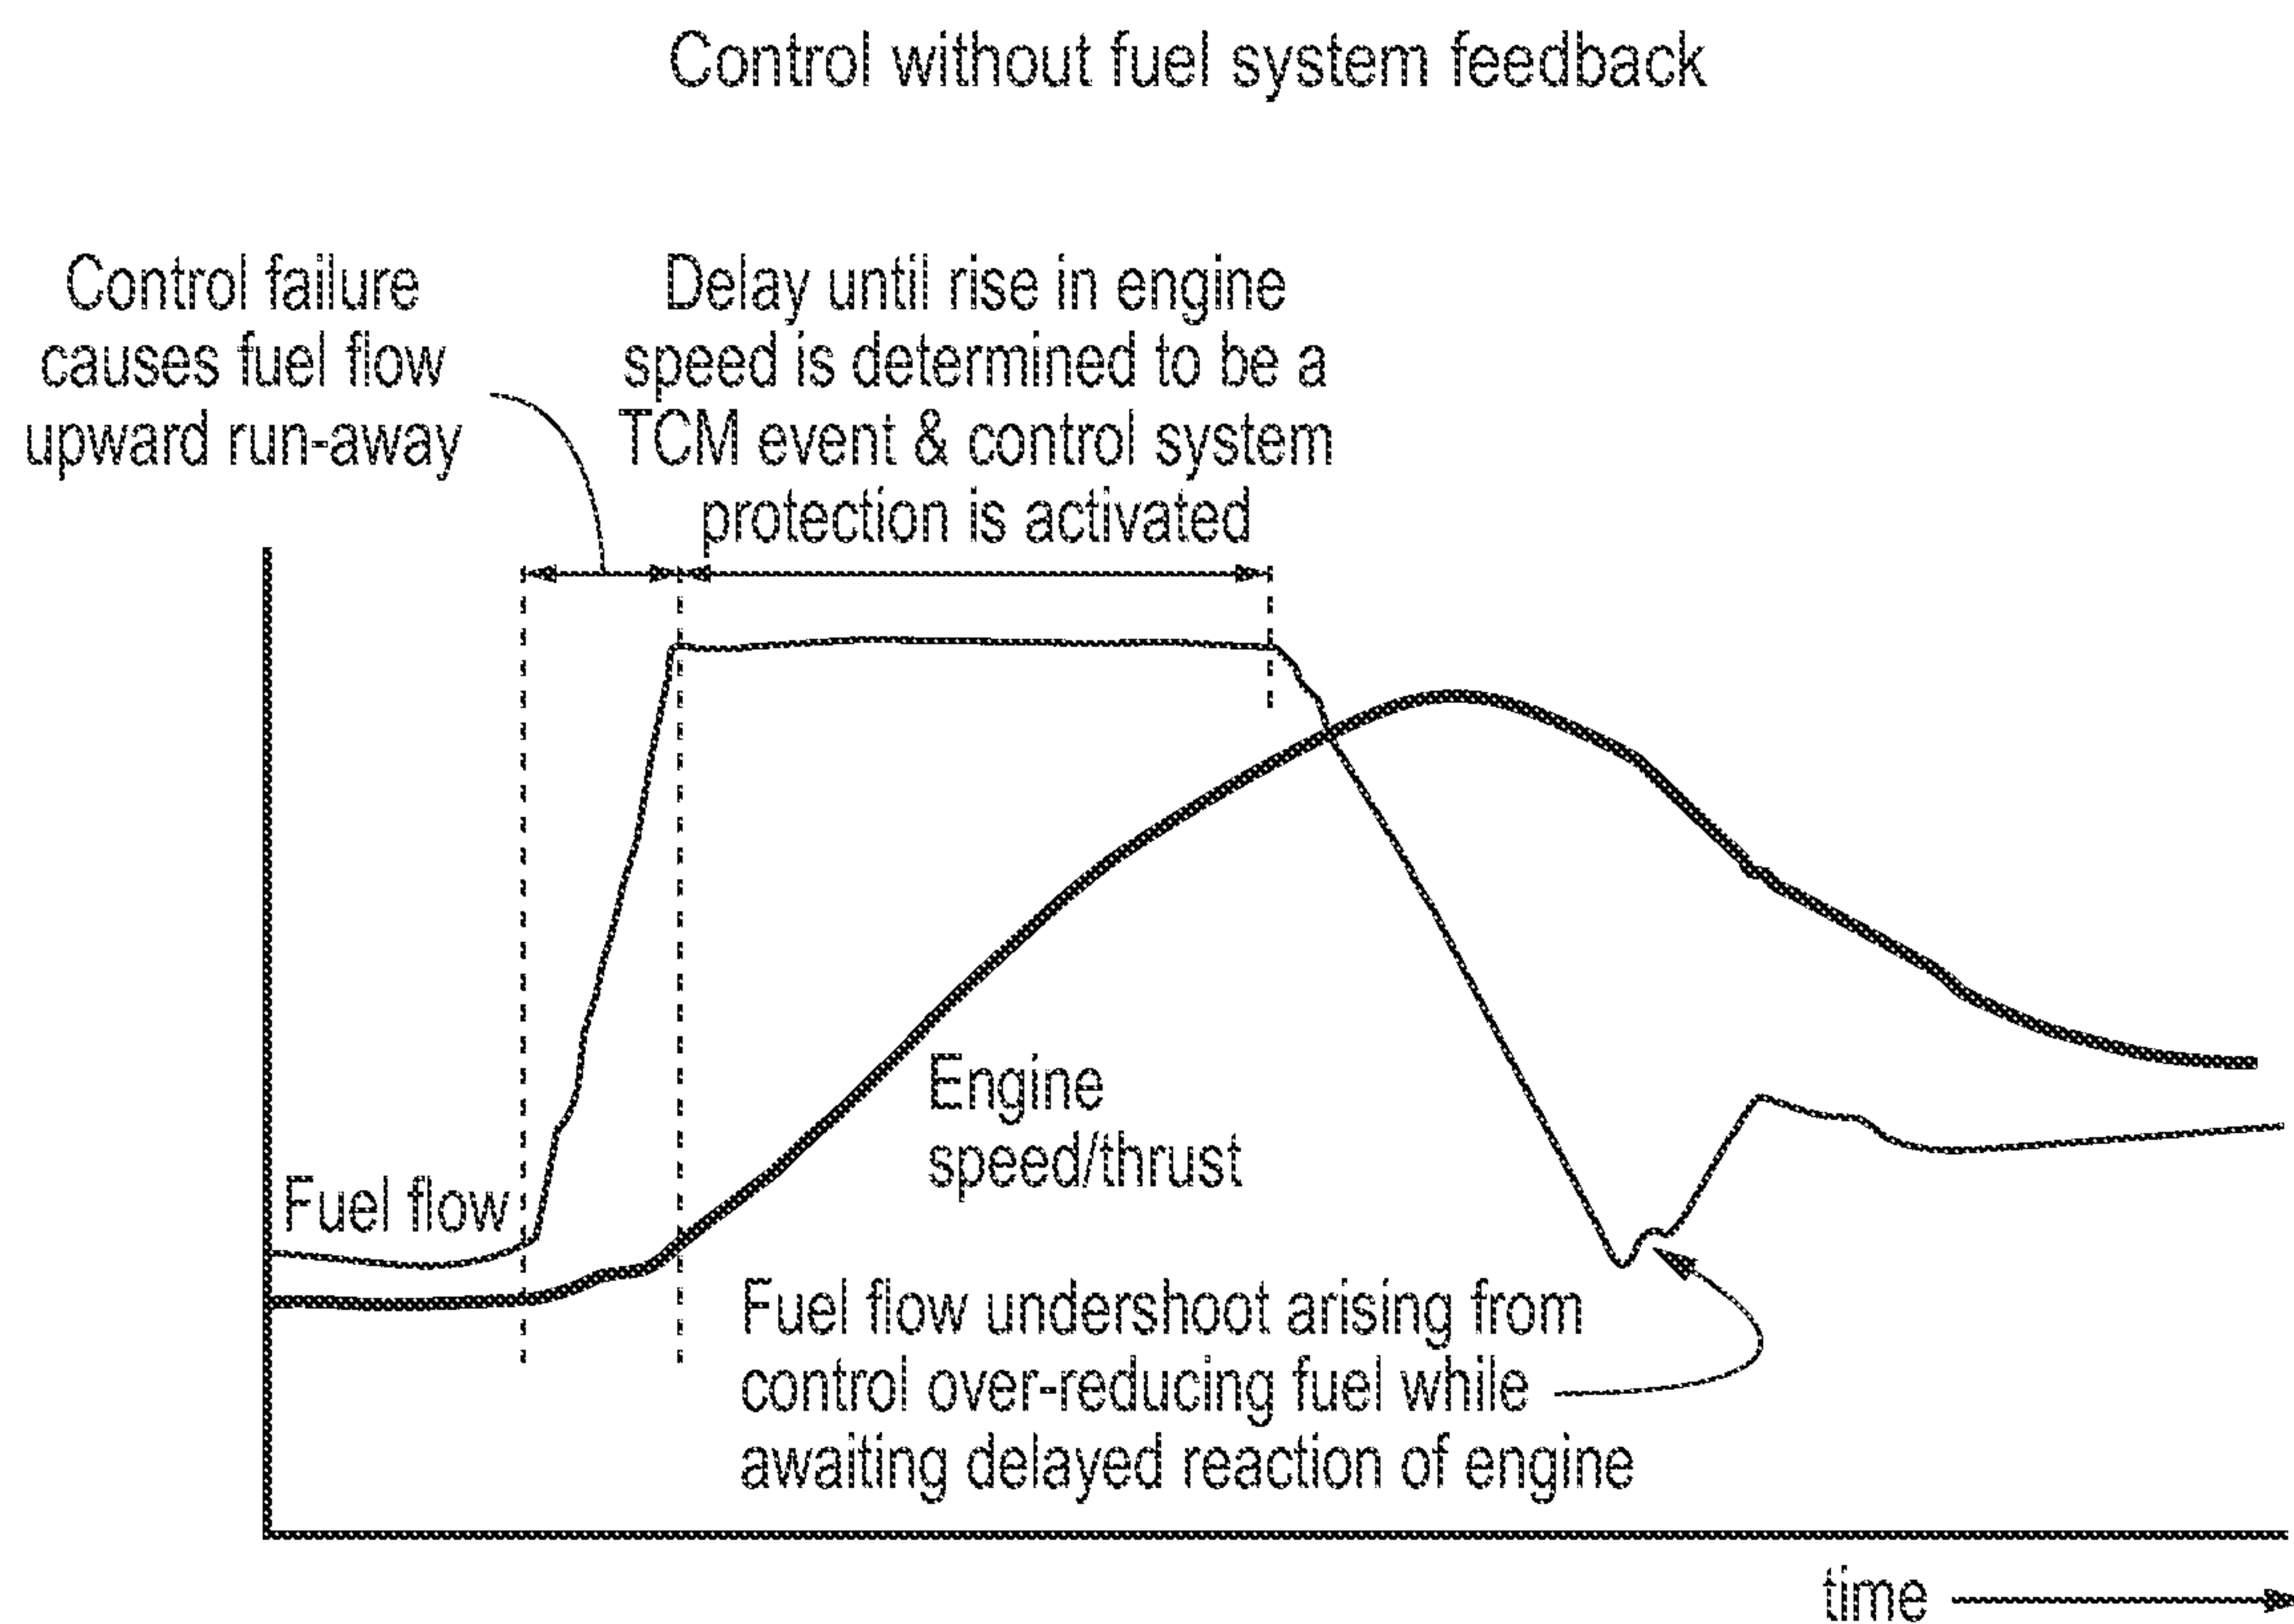 Control without fuel system feedback
Control failure
causes fuel flow
upward run-away
Delay until rise in engine
speed is determined to be a
TCM event & control system
protection is activated
Engine
speed/thrust
Fuel flow
Fuel flow undershoot arising from
control over-reducing fuel while
awaiting delayed reaction of engine
time